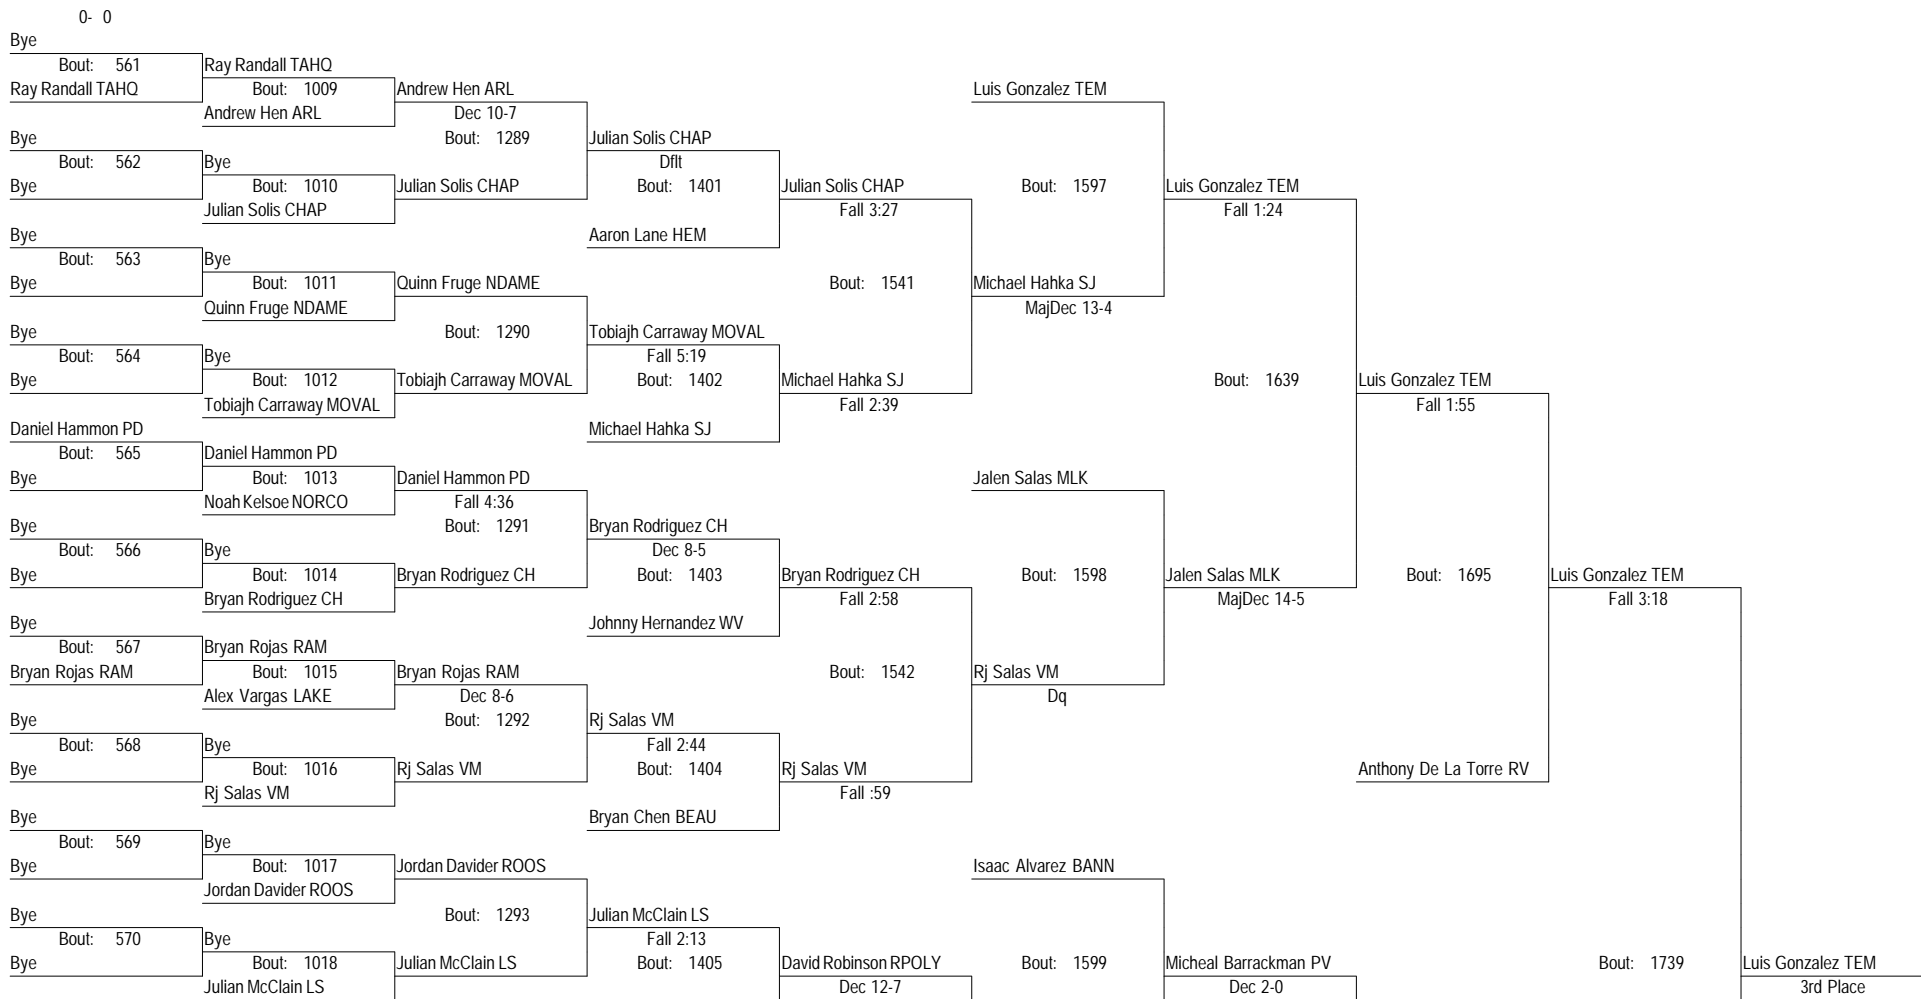 0- 0
Bye
Bout: 561 Ray Randall TAHQ
Ray Randall TAHQ Bout: 1009 Andrew Hen ARL Luis Gonzalez TEM
Andrew Hen ARL Dec 10-7
Bye Bout: 1289 Julian Solis CHAP
Bout: 562 Bye Dflt
Bye Bout: 1010 Julian Solis CHAP Bout: 1401 Julian Solis CHAP Bout: 1597 Luis Gonzalez TEM
Julian Solis CHAP Fall 3:27 Fall 1:24
Bye Aaron Lane HEM
Bout: 563 Bye
Bye Bout: 1011 Quinn Fruge NDAME Bout: 1541 Michael Hahka SJ
Quinn Fruge NDAME MajDec 13-4
Bye Bout: 1290 Tobiajh Carraway MOVAL
Bout: 564 Bye Fall 5:19
Bye Bout: 1012 Tobiajh Carraway MOVAL Bout: 1402 Michael Hahka SJ Bout: 1639 Luis Gonzalez TEM
Tobiajh Carraway MOVAL Fall 2:39 Fall 1:55
Daniel Hammon PD Michael Hahka SJ
Bout: 565 Daniel Hammon PD
Bye Bout: 1013 Daniel Hammon PD Jalen Salas MLK
Noah Kelsoe NORCO Fall 4:36
Bye Bout: 1291 Bryan Rodriguez CH
Bout: 566 Bye Dec 8-5
Bye Bout: 1014 Bryan Rodriguez CH Bout: 1403 Bryan Rodriguez CH Bout: 1598 Jalen Salas MLK Bout: 1695 Luis Gonzalez TEM
Bryan Rodriguez CH Fall 2:58 MajDec 14-5 Fall 3:18
Bye Johnny Hernandez WV
Bout: 567 Bryan Rojas RAM
Bryan Rojas RAM Bout: 1015 Bryan Rojas RAM Bout: 1542 Rj Salas VM
Alex Vargas LAKE Dec 8-6 Dq
Bye Bout: 1292 Rj Salas VM
Bout: 568 Bye Fall 2:44
Bye Bout: 1016 Rj Salas VM Bout: 1404 Rj Salas VM Anthony De La Torre RV
Rj Salas VM Fall :59
Bye Bryan Chen BEAU
Bout: 569 Bye
Bye Bout: 1017 Jordan Davider ROOS Isaac Alvarez BANN
Jordan Davider ROOS
Bye Bout: 1293 Julian McClain LS
Bout: 570 Bye Fall 2:13
Bye Bout: 1018 Julian McClain LS Bout: 1405 David Robinson RPOLY Bout: 1599 Micheal Barrackman PV Bout: 1739 Luis Gonzalez TEM
Julian McClain LS Dec 12-7 Dec 2-0 3rd Place